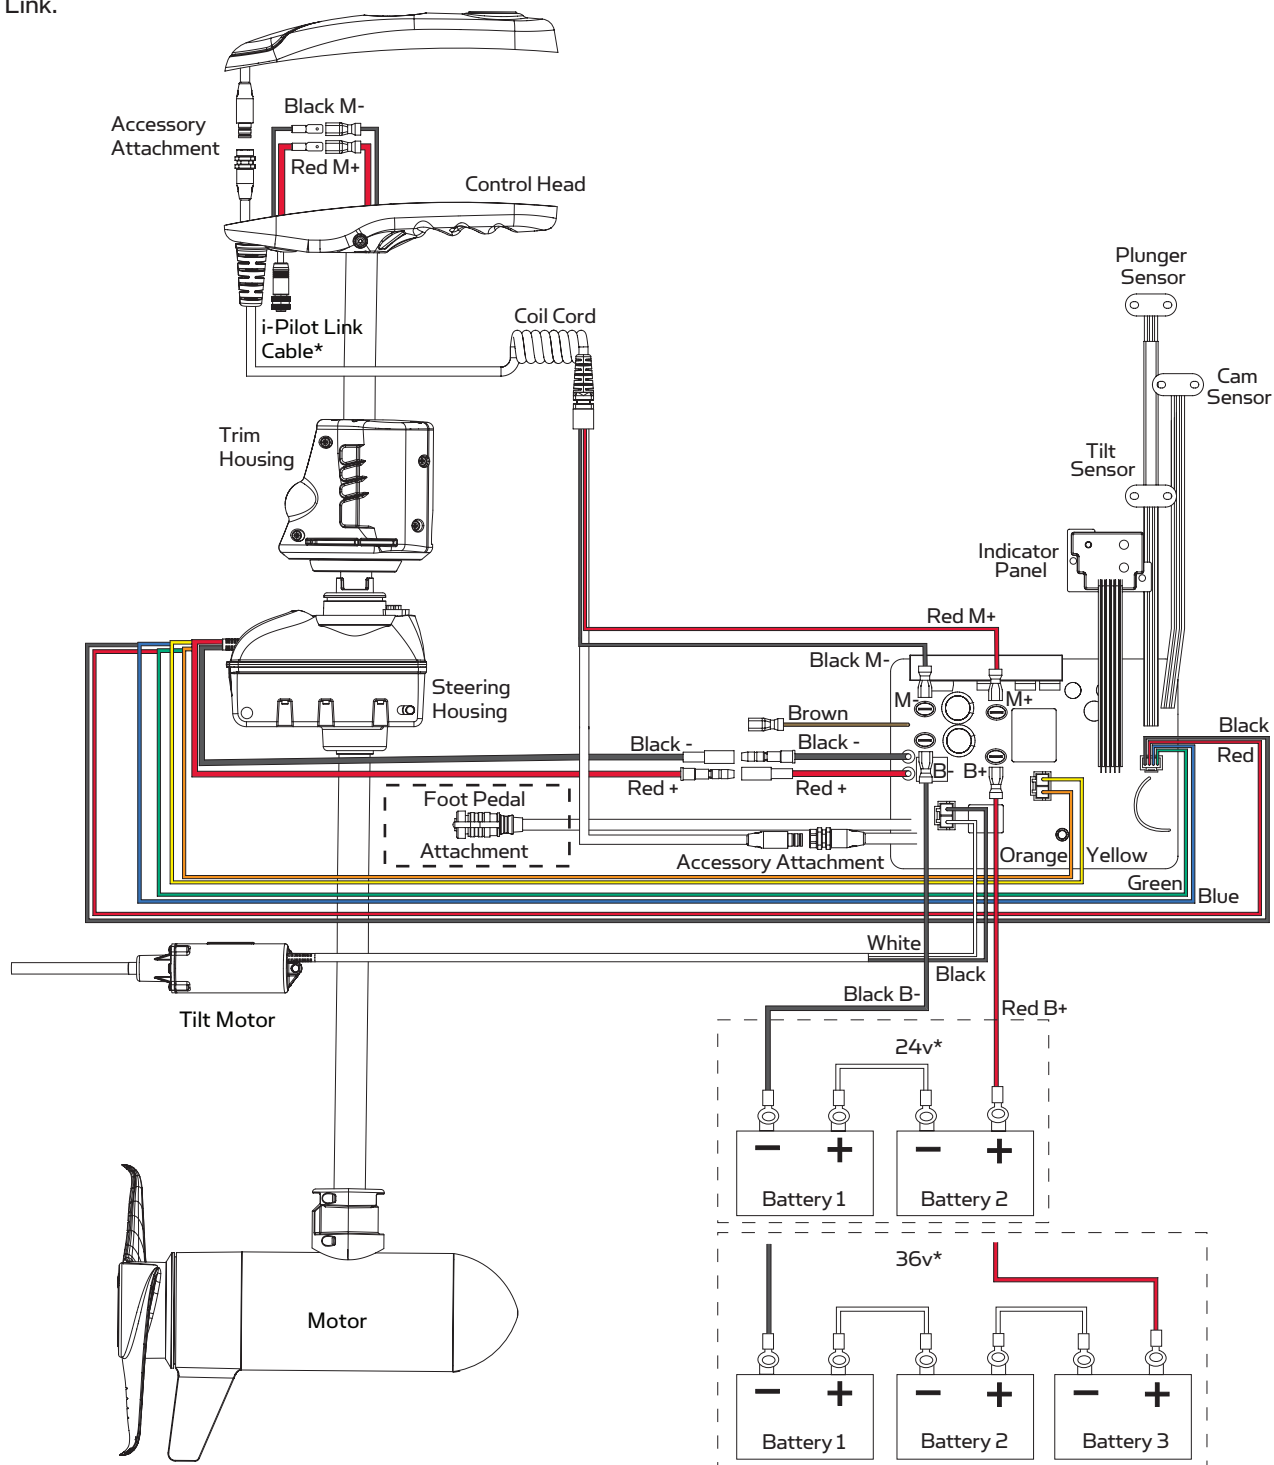 Link.
Black M-
Accessory
Attachment
Red M+
Control Head
Plunger
Sensor
i-Pilot Link
Cable*
Coil Cord
Cam
Sensor
Trim
Housing
Tilt
Sensor
Indicator
Panel
Red M+
Black M-
Steering
Housing
M-
M+
Brown
Black -
Black -
Black
Red
B-
B+
Red +
Red +
Foot Pedal
Attachment
Accessory Attachment
Orange
Yellow
Green
Blue
White
Black
Black B-
Red B+
Tilt Motor
24v*
− + − +
Battery 1
Battery 2
36v*
Motor
− + − + − +
Battery 1
Battery 2
Battery 3